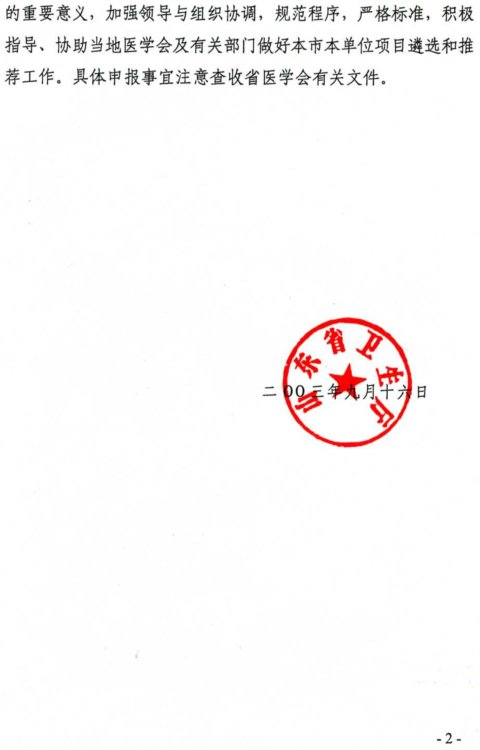 的重要意义，加强领导与组织协调，规范程序，严格标准，积极
指导、协助当地医学会及有关部门做好本市本单位项目遴选和推
荐工作。具体申报事宜注意查收省医学会有关文件。
山东省卫生厅
二〇〇三年九月十六日
- 2 -